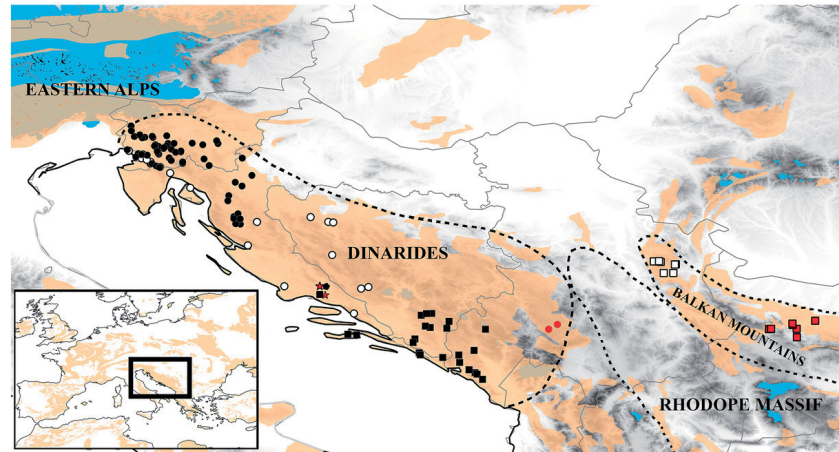 EASTERN ALPS
DINARIDES
BALKAN MOUNTAINS
RHODOPE MASSIF